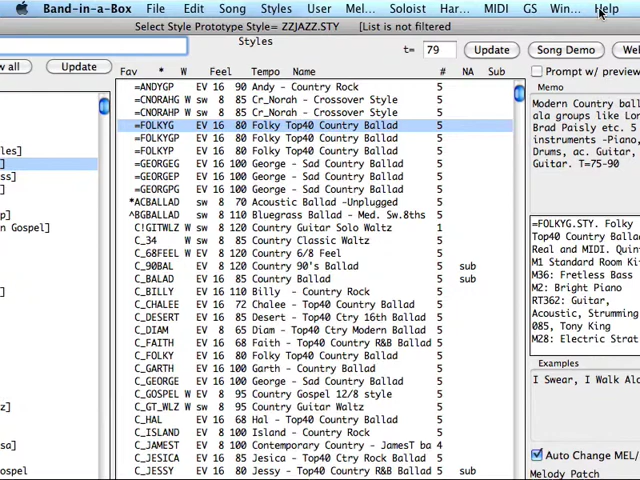 Band-in-a-Box File Edit Song Styles User Mel... Soloist Har... MIDI GS Win... Help
Select Style Prototype Style= ZZJAZZ.STY [List is not filtered
Styles t= 79 Update Song Demo We
w all Update Fav * W Feel Tempo Name # NA Sub Prompt w/ preview
Memo
=ANDYGP EV 16 90 Andy - Country Rock 5
=CNORAHG W sw 8 85 Cr_Norah - Crossover Style 5
=CNORAHP W sw 8 85 Cr_Norah - Crossover Style 5
=FOLKYG EV 16 80 Folky Top40 Country Ballad 5
=FOLKYGP EV 16 80 Folky Top40 Country Ballad 5
=FOLKYP EV 16 80 Folky Top40 Country Ballad 5
=GEORGEG EV 16 100 George - Sad Country Ballad 5
=GEORGEP EV 16 100 George - Sad Country Ballad 5
=GEORGPG EV 16 100 George - Sad Country Ballad 5
*ACBALLAD sw 8 70 Acoustic Ballad -Unplugged 5
^BGBALLAD sw 8 110 Bluegrass Ballad - Med. Sw.8ths 5
C!GITWLZ W sw 8 120 Country Guitar Solo Waltz 1
C_34 W sw 8 85 Country Classic Waltz 5
C_68FEEL W EV 8 120 Country 6/8 Feel 5
C_90BAL EV 8 120 Country 90's Ballad 5 sub
C_BALAD EV 8 85 Country Ballad 5 sub
C_BILLY EV 16 110 Billy - Country Rock 5
C_CHALEE EV 16 72 Chalee - Top40 Country Ballad 5
C_DESERT EV 16 85 Desert - Top40 Ctry 16th Ballad 5
C_DIAM EV 8 65 Diam - Top40 Ctry Modern Ballad 5
C_FAITH EV 16 68 Faith - Top40 Country R&B Ballad 5
C_FOLKY EV 16 80 Folky Top40 Country Ballad 5
C_GARTH EV 8 80 Garth - Country Ballad 5
C_GEORGE EV 16 80 George - Sad Country Ballad 5
C_GOSPEL W EV 8 95 Country Gospel 12/8 style 5
C_GT_WLZ W sw 8 95 Country Guitar Waltz 5
C_HAL EV 16 68 Hal - Top40 Country Ballad 5
C_ISLAND EV 8 100 Island - Country Rock 5
C_JAMEST EV 16 100 Contemporary Country - JamesT ba 4
C_JESICA EV 16 75 Jesica - Top40 Ctry R&B Ballad 5
C_JESSY EV 16 80 Jessy - Top40 Country R&B Ballad 5 sub
les]
]
ss]
]
p]
n Gospel]
]
z]
o]
sa]
ospel
Modern Country ball
ala groups like Lon
Brad Paisly etc. 5
instruments -Piano,
Drums, ac. Guitar,
Guitar. T=75-90
=FOLKYG.STY. Folky
Top40 Country Ballad
Real and MIDI. Quin
M1 Standard Room Ki
M36: Fretless Bass
M2: Bright Piano
RT362: Guitar,
Acoustic, Strumming
085, Tony King
M28: Electric Strat
Examples
I Swear, I Walk Alo
Auto Change MEL/
Melody Patch